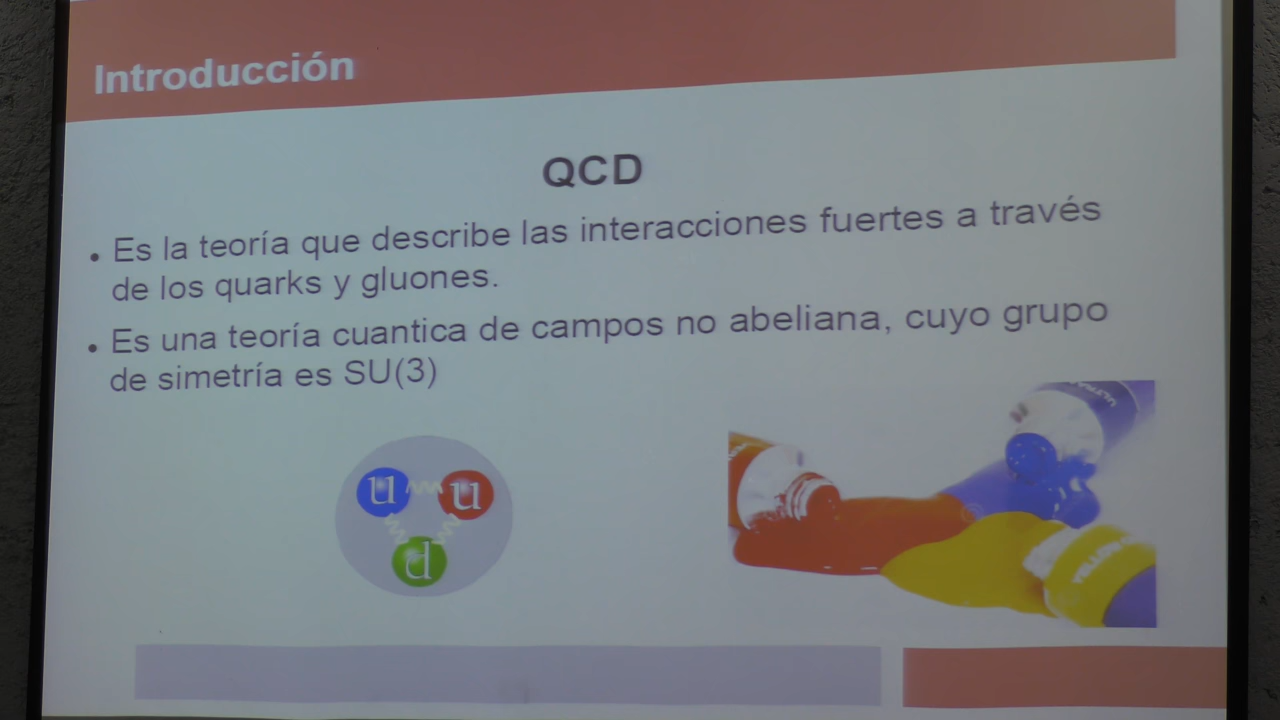 Introducción
QCD
• Es la teoría que describe las interacciones fuertes a través
de los quarks y gluones.
• Es una teoría cuantica de campos no abeliana, cuyo grupo
de simetría es SU(3)
u u
d